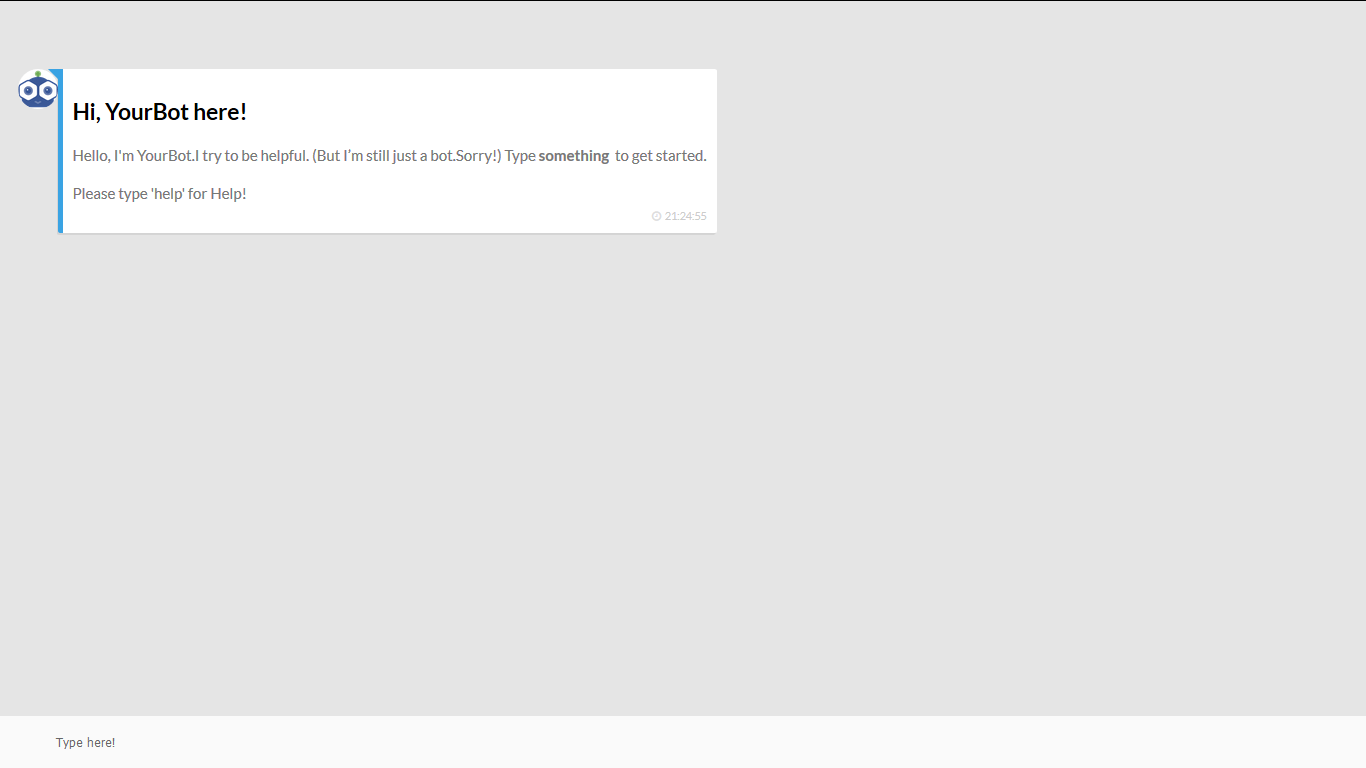 Hi, YourBot here!
Hello, I'm YourBot.I try to be helpful. (But I’m still just a bot.Sorry!) Type something to get started.
Please type 'help' for Help!
21:24:55
Type here!